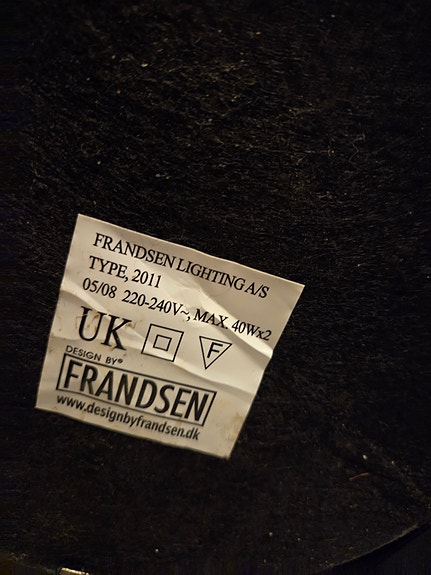 FRANDSEN LIGHTING A/S
TYPE, 2011
05/08 220-240V~, MAX. 40Wx2
UK F
DESIGN BY®
FRANDSEN
www.designbyfrandsen.dk